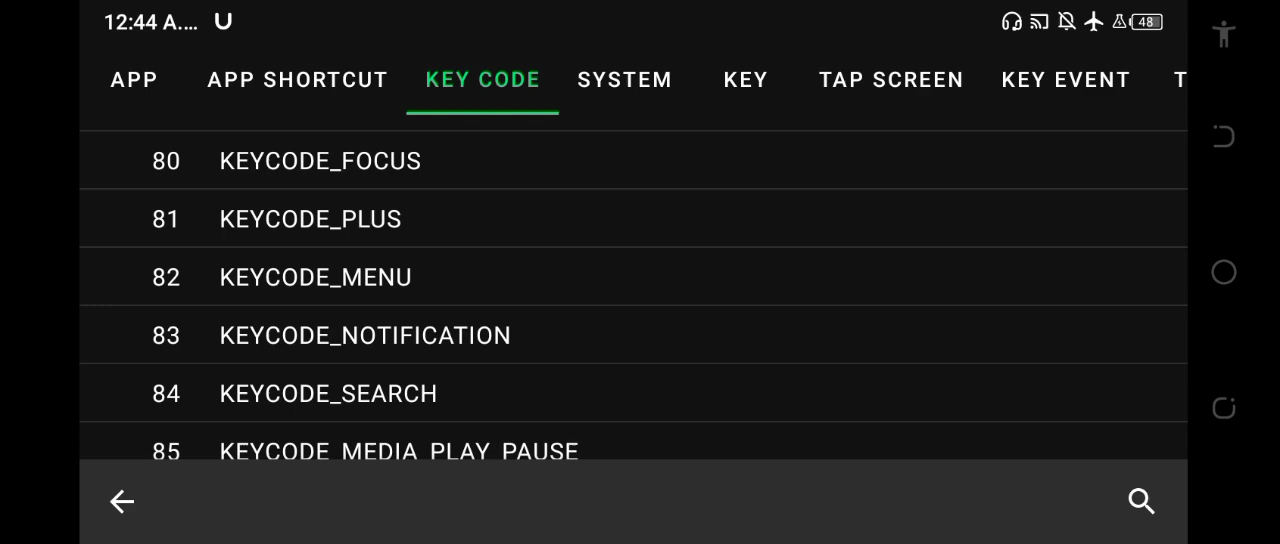 12:44 A.... U 48
APP APP SHORTCUT KEY CODE SYSTEM KEY TAP SCREEN KEY EVENT T
80 KEYCODE_FOCUS
81 KEYCODE_PLUS
82 KEYCODE_MENU
83 KEYCODE_NOTIFICATION
84 KEYCODE_SEARCH
85 KEYCODE_MEDIA_PLAY_PAUSE